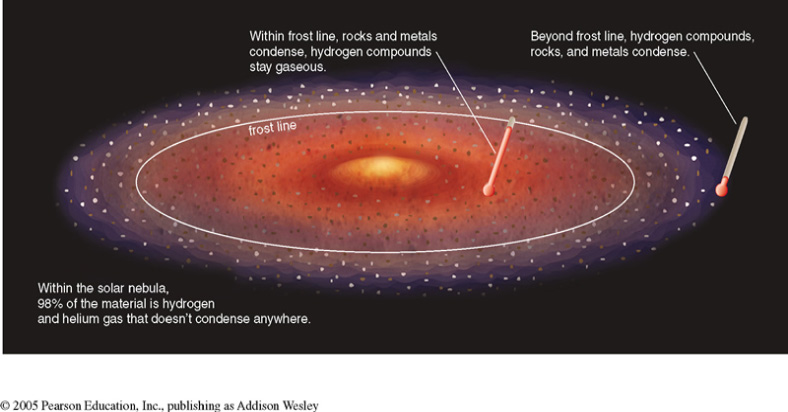 Within frost line, rocks and metals
condense, hydrogen compounds
stay gaseous.
Beyond frost line, hydrogen compounds,
rocks, and metals condense.
frost line
Within the solar nebula,
98% of the material is hydrogen
and helium gas that doesn't condense anywhere.
© 2005 Pearson Education, Inc., publishing as Addison Wesley